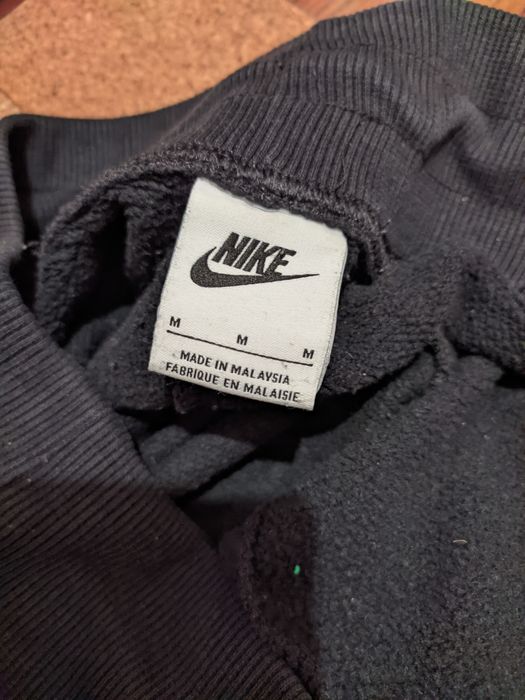 NIKE
M M M
MADE IN MALAYSIA
FABRIQUE EN MALAISIE